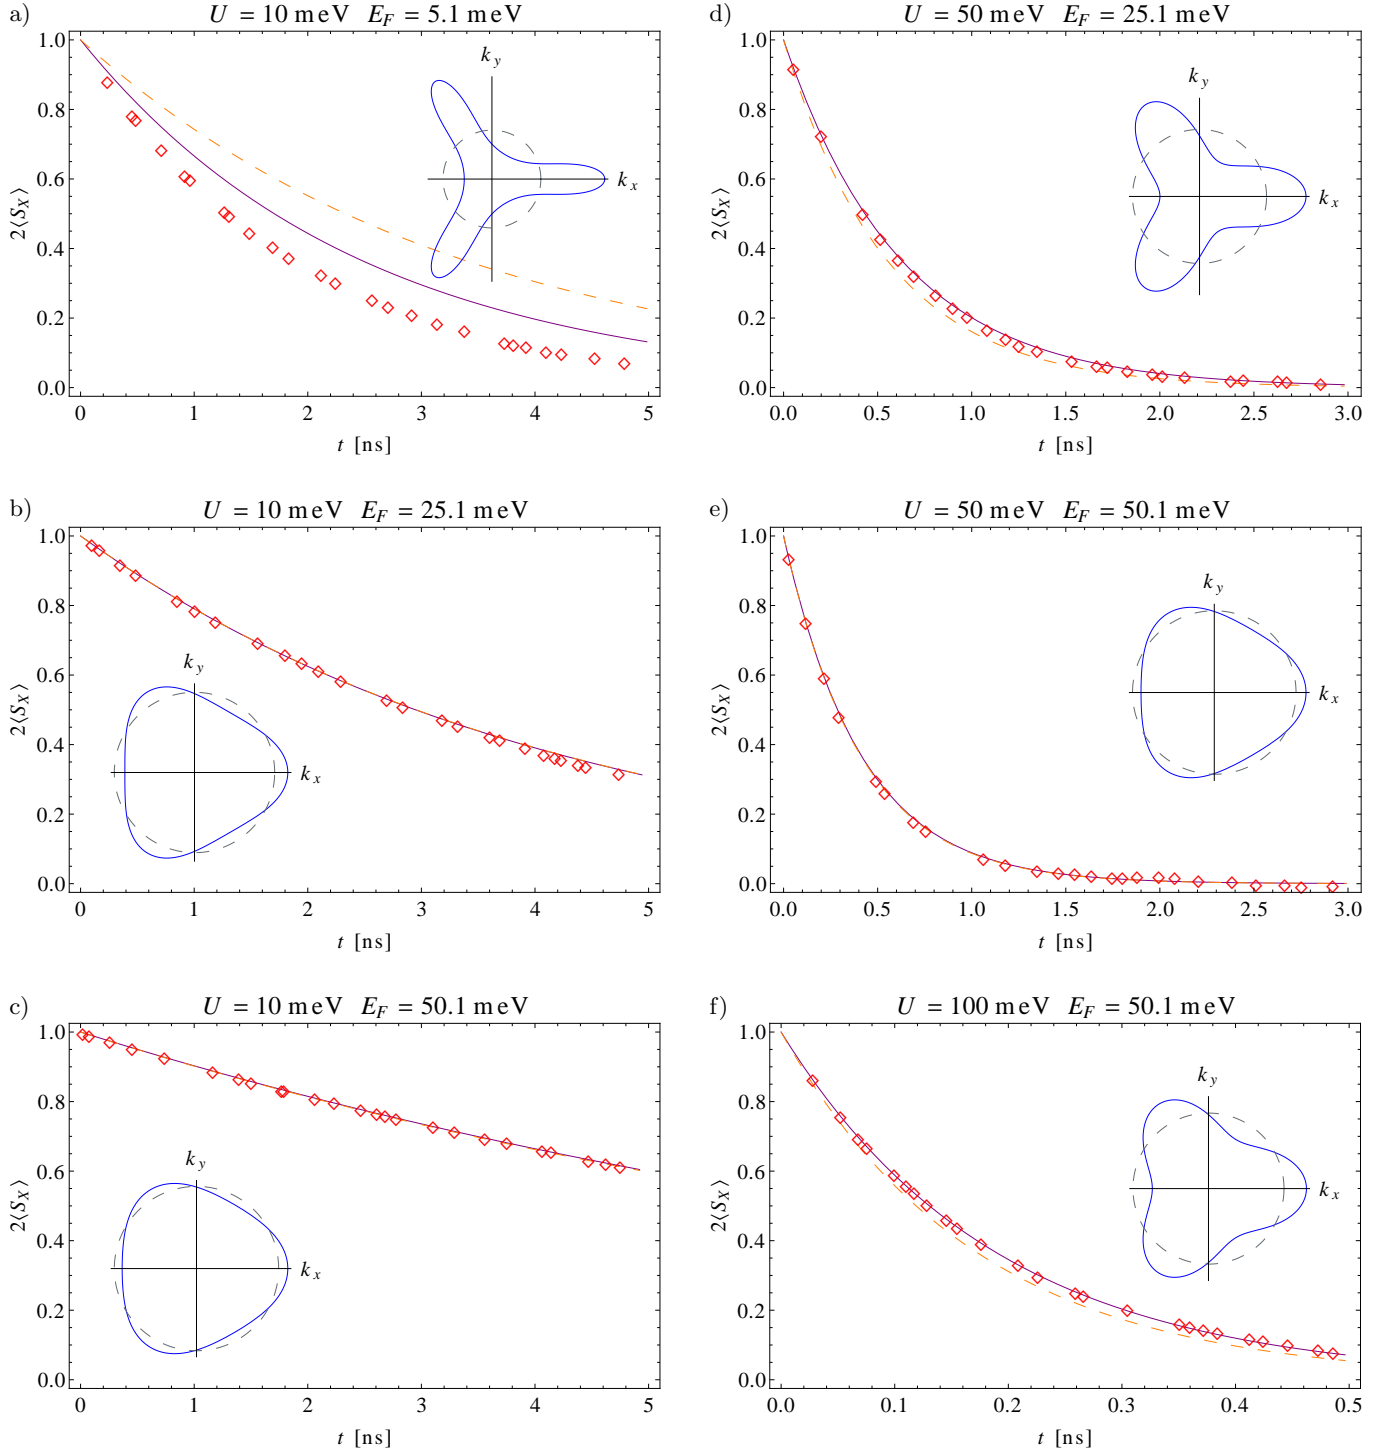 a)
U = 10 meV E_F = 5.1 meV
1.0
0.8
0.6
0.4
0.2
0.0
2⟨S_X⟩
k_y
k_x
0 1 2 3 4 5
t [ns]
d)
U = 50 meV E_F = 25.1 meV
1.0
0.8
0.6
0.4
0.2
0.0
2⟨S_X⟩
k_y
k_x
0.0 0.5 1.0 1.5 2.0 2.5 3.0
t [ns]
b)
U = 10 meV E_F = 25.1 meV
1.0
0.8
0.6
0.4
0.2
0.0
2⟨S_X⟩
k_y
k_x
0 1 2 3 4 5
t [ns]
e)
U = 50 meV E_F = 50.1 meV
1.0
0.8
0.6
0.4
0.2
0.0
2⟨S_X⟩
k_y
k_x
0.0 0.5 1.0 1.5 2.0 2.5 3.0
t [ns]
c)
U = 10 meV E_F = 50.1 meV
1.0
0.8
0.6
0.4
0.2
0.0
2⟨S_X⟩
k_y
k_x
0 1 2 3 4 5
t [ns]
f)
U = 100 meV E_F = 50.1 meV
1.0
0.8
0.6
0.4
0.2
0.0
2⟨S_X⟩
k_y
k_x
0.0 0.1 0.2 0.3 0.4 0.5
t [ns]